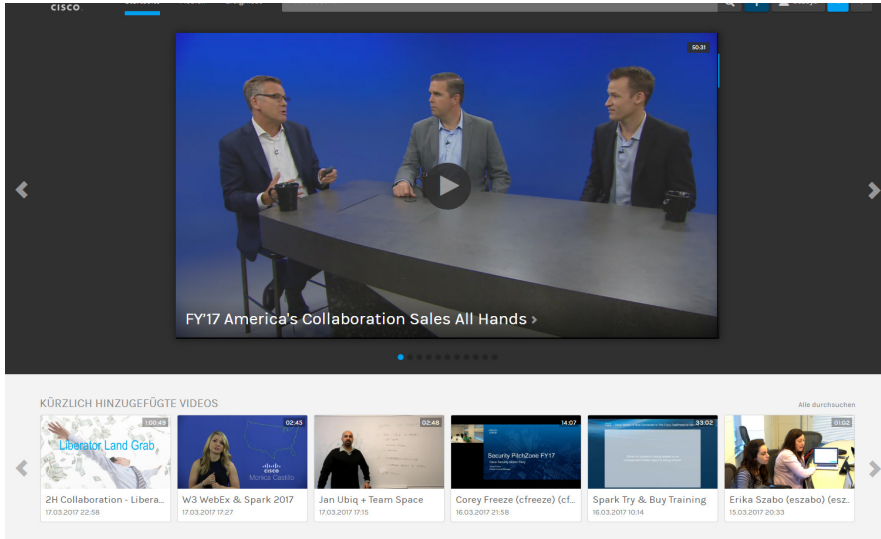 CISCO
50:31
FY'17 America's Collaboration Sales All Hands >
KÜRZLICH HINZUGEFÜGTE VIDEOS
Alle durchsuchen
1:00:49
Liberator Land Grab
2H Collaboration - Libera...
17.03.2017 22:58
02:45
CISCO
Monica Castillo
W3 WebEx & Spark 2017
17.03.2017 17:27
02:48
Jan Ubiq + Team Space
17.03.2017 17:15
14:07
Security PitchZone FY17
Corey Freeze (cfreeze) (cf...
16.03.2017 21:58
33:02
Spark Try & Buy Training
16.03.2017 10:14
01:02
Erika Szabo (eszabo) (esz...
15.03.2017 20:33